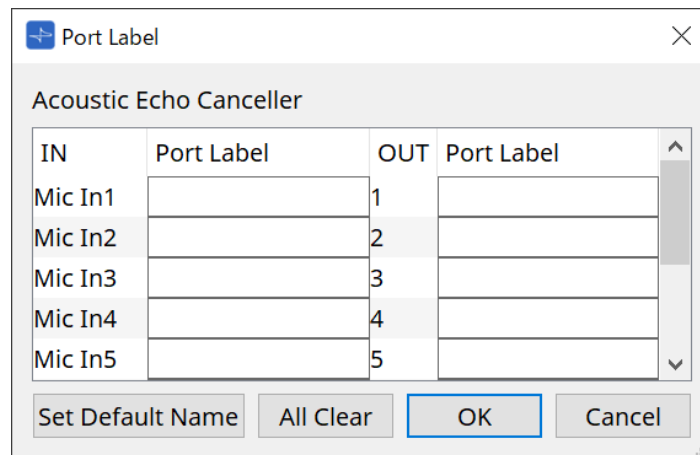 Port Label
Acoustic Echo Canceller
IN Port Label OUT Port Label
Mic In1 1
Mic In2 2
Mic In3 3
Mic In4 4
Mic In5 5
Set Default Name All Clear OK Cancel